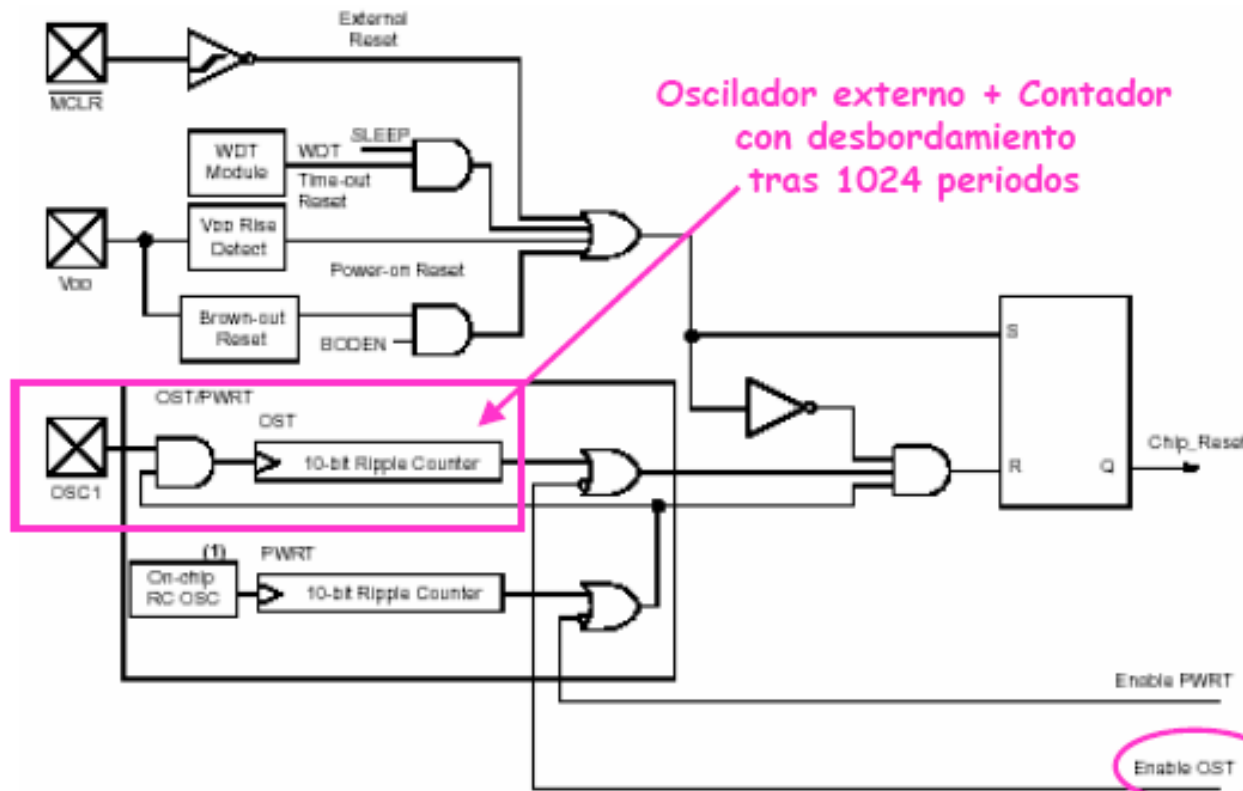 External
Reset
MCLR
Oscilador externo + Contador
con desbordamiento
tras 1024 periodos
SLEEP
WDT
Module
WDT
Time-out
Reset
VDD Rise
Detect
VDD
Power-on Reset
Brown-out
Reset
BODEN
S
OST/PWRT
OST
10-bit Ripple Counter
OSC1
Chip_Reset
R
Q
(1)
PWRT
On-chip
RC OSC
10-bit Ripple Counter
Enable PWRT
Enable OST